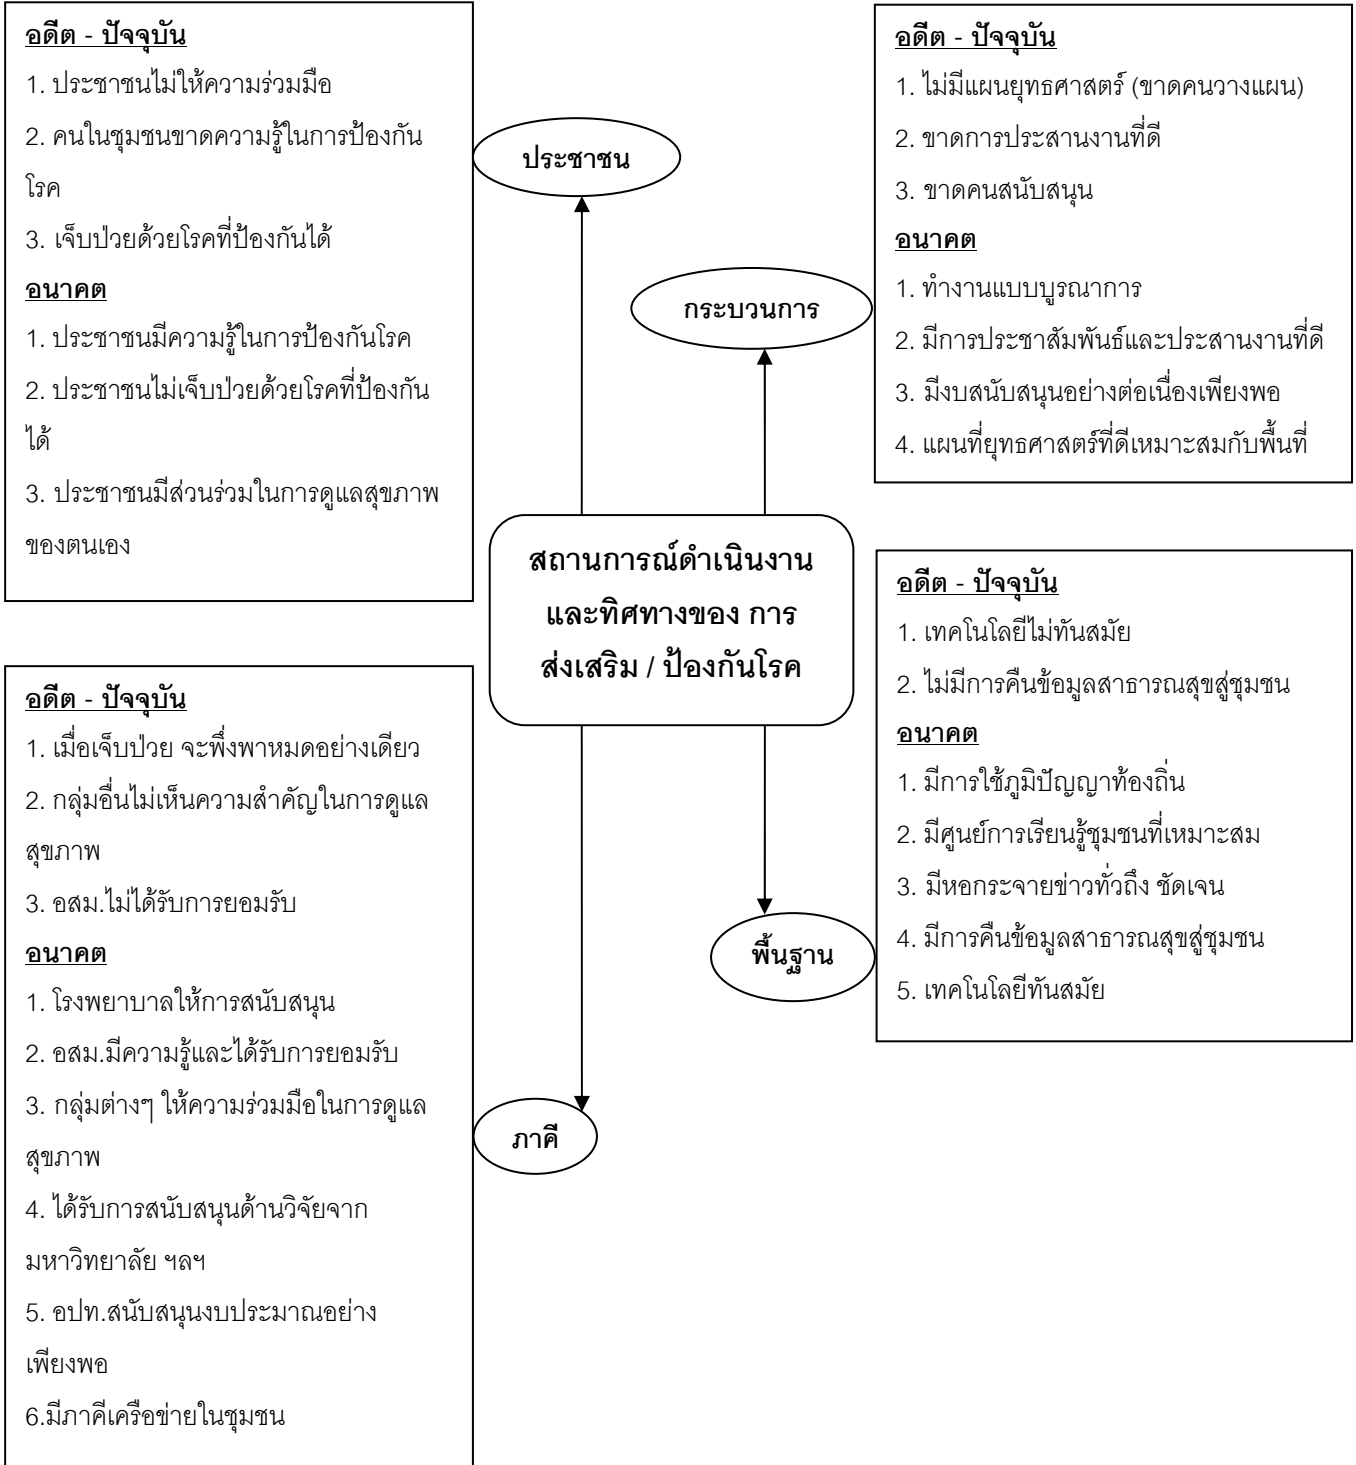 อดีต - ปัจจุบัน
1. ประชาชนไม่ให้ความร่วมมือ
2. คนในชุมชนขาดความรู้ในการป้องกัน
โรค
3. เจ็บป่วยด้วยโรคที่ป้องกันได้
อนาคต
1. ประชาชนมีความรู้ในการป้องกันโรค
2. ประชาชนไม่เจ็บป่วยด้วยโรคที่ป้องกัน
ได้
3. ประชาชนมีส่วนร่วมในการดูแลสุขภาพ
ของตนเอง
ประชาชน
อดีต - ปัจจุบัน
1. ไม่มีแผนยุทธศาสตร์ (ขาดคนวางแผน)
2. ขาดการประสานงานที่ดี
3. ขาดคนสนับสนุน
อนาคต
1. ทำงานแบบบูรณาการ
2. มีการประชาสัมพันธ์และประสานงานที่ดี
3. มีงบสนับสนุนอย่างต่อเนื่องเพียงพอ
4. แผนที่ยุทธศาสตร์ที่ดีเหมาะสมกับพื้นที่
กระบวนการ
สถานการณ์ดำเนินงาน
และทิศทางของ การ
ส่งเสริม / ป้องกันโรค
อดีต - ปัจจุบัน
1. เทคโนโลยีไม่ทันสมัย
2. ไม่มีการคืนข้อมูลสาธารณสุขสู่ชุมชน
อนาคต
1. มีการใช้ภูมิปัญญาท้องถิ่น
2. มีศูนย์การเรียนรู้ชุมชนที่เหมาะสม
3. มีหอกระจายข่าวทั่วถึง ชัดเจน
4. มีการคืนข้อมูลสาธารณสุขสู่ชุมชน
5. เทคโนโลยีทันสมัย
พื้นฐาน
อดีต - ปัจจุบัน
1. เมื่อเจ็บป่วย จะพึ่งพาหมดอย่างเดียว
2. กลุ่มอื่นไม่เห็นความสำคัญในการดูแล
สุขภาพ
3. อสม.ไม่ได้รับการยอมรับ
อนาคต
1. โรงพยาบาลให้การสนับสนุน
2. อสม.มีความรู้และได้รับการยอมรับ
3. กลุ่มต่างๆ ให้ความร่วมมือในการดูแล
สุขภาพ
4. ได้รับการสนับสนุนด้านวิจัยจาก
มหาวิทยาลัย ฯลฯ
5. อปท.สนับสนุนงบประมาณอย่าง
เพียงพอ
6.มีภาคีเครือข่ายในชุมชน
ภาคี